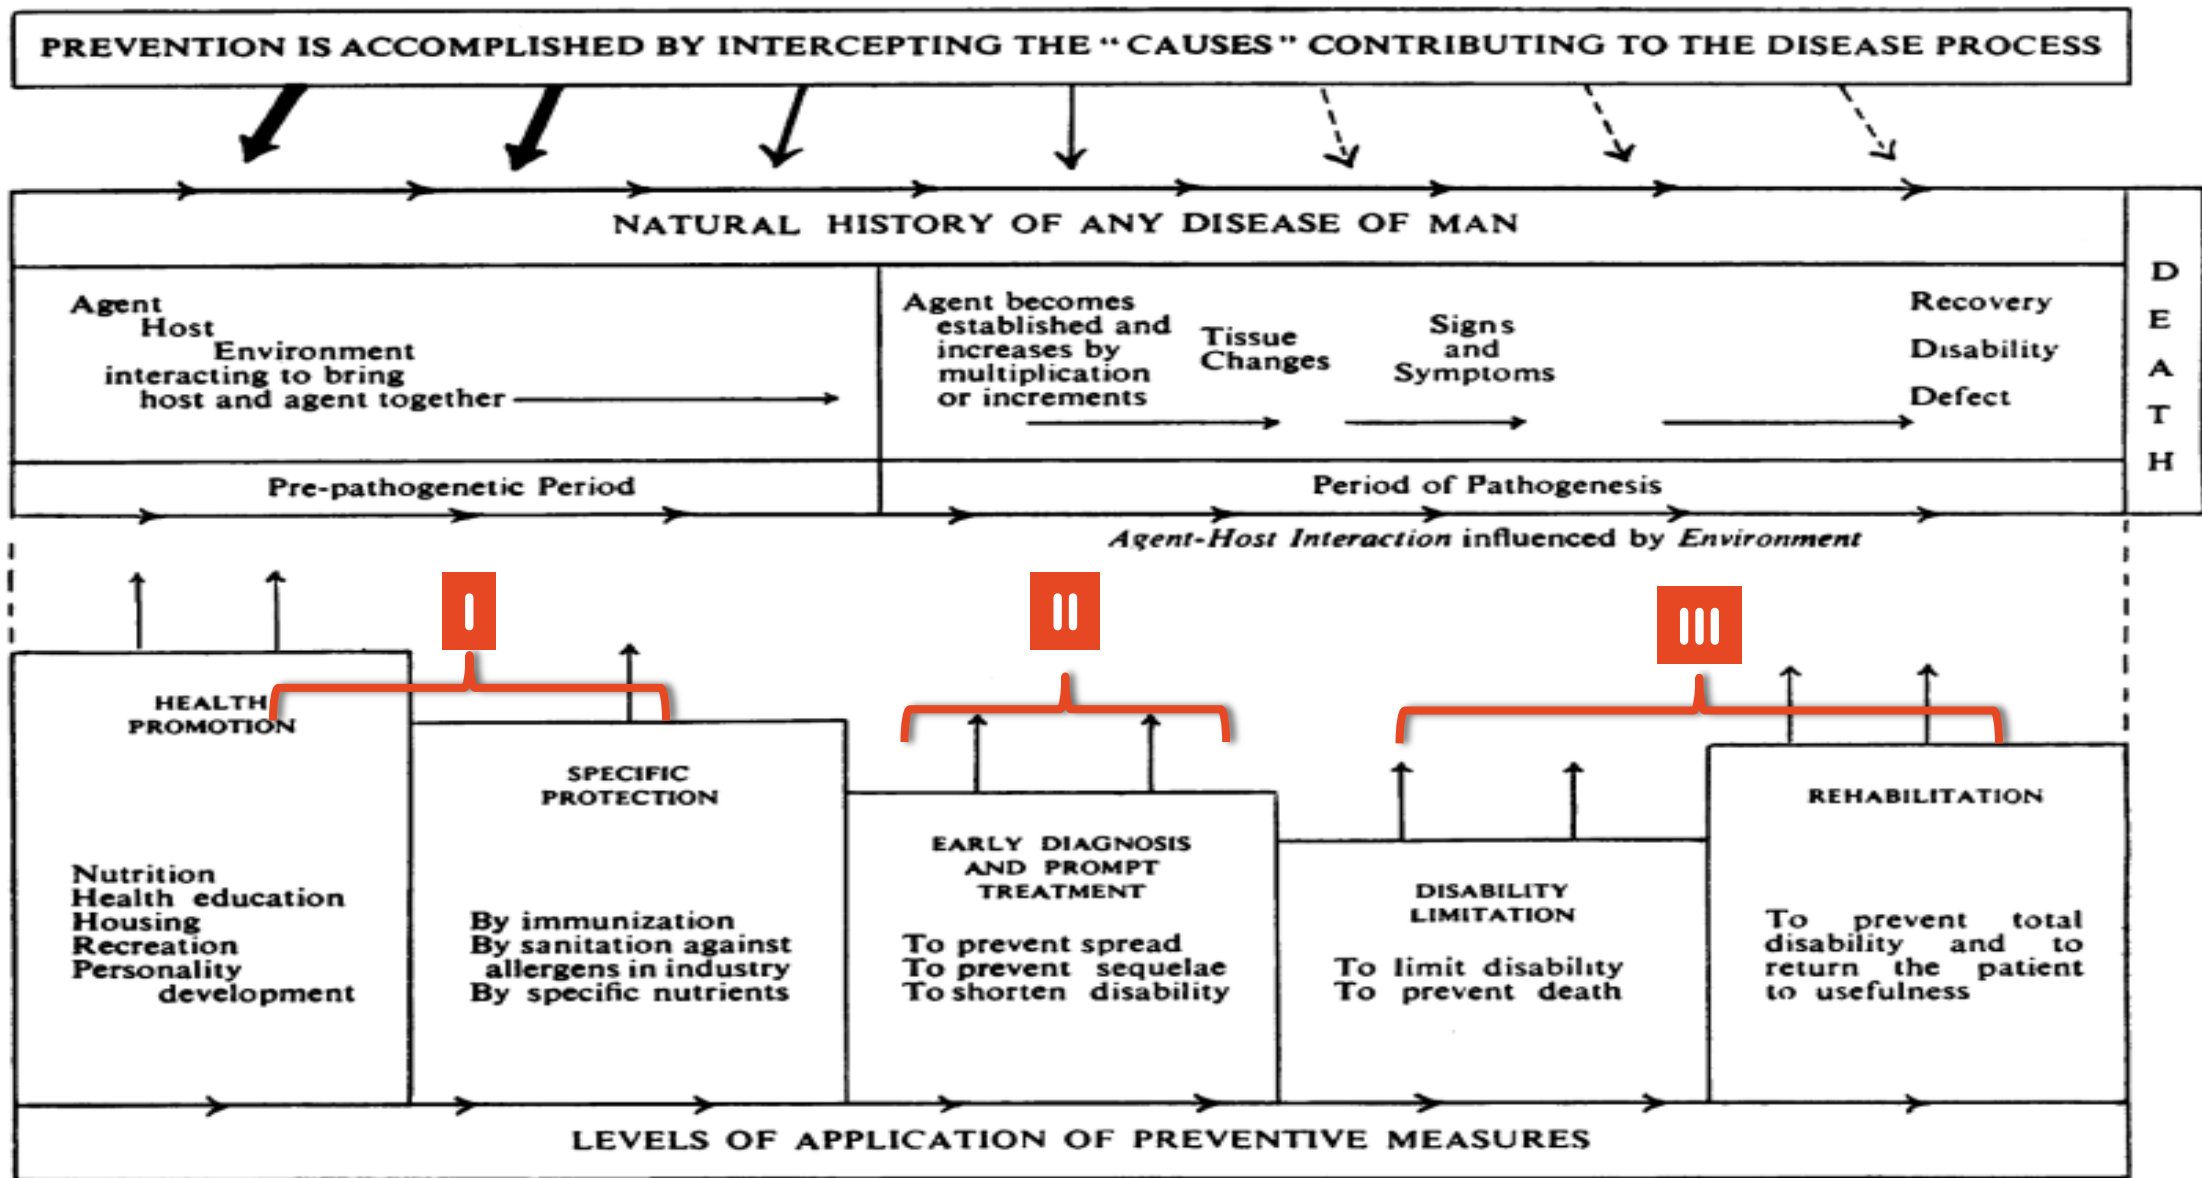 PREVENTION IS ACCOMPLISHED BY INTERCEPTING THE “CAUSES” CONTRIBUTING TO THE DISEASE PROCESS
NATURAL HISTORY OF ANY DISEASE OF MAN
Agent
Host
Environment
interacting to bring
host and agent together
Agent becomes
established and
increases by
multiplication
or increments
Tissue
Changes
Signs
and
Symptoms
Recovery
Disability
Defect
D
E
A
T
H
Pre-pathogenetic Period
Period of Pathogenesis
Agent-Host Interaction influenced by Environment
I
II
III
HEALTH
PROMOTION
Nutrition
Health education
Housing
Recreation
Personality
development
SPECIFIC
PROTECTION
By immunization
By sanitation against
allergens in industry
By specific nutrients
EARLY DIAGNOSIS
AND PROMPT
TREATMENT
To prevent spread
To prevent sequelae
To shorten disability
DISABILITY
LIMITATION
To limit disability
To prevent death
REHABILITATION
To prevent total
disability and to
return the patient
to usefulness
LEVELS OF APPLICATION OF PREVENTIVE MEASURES